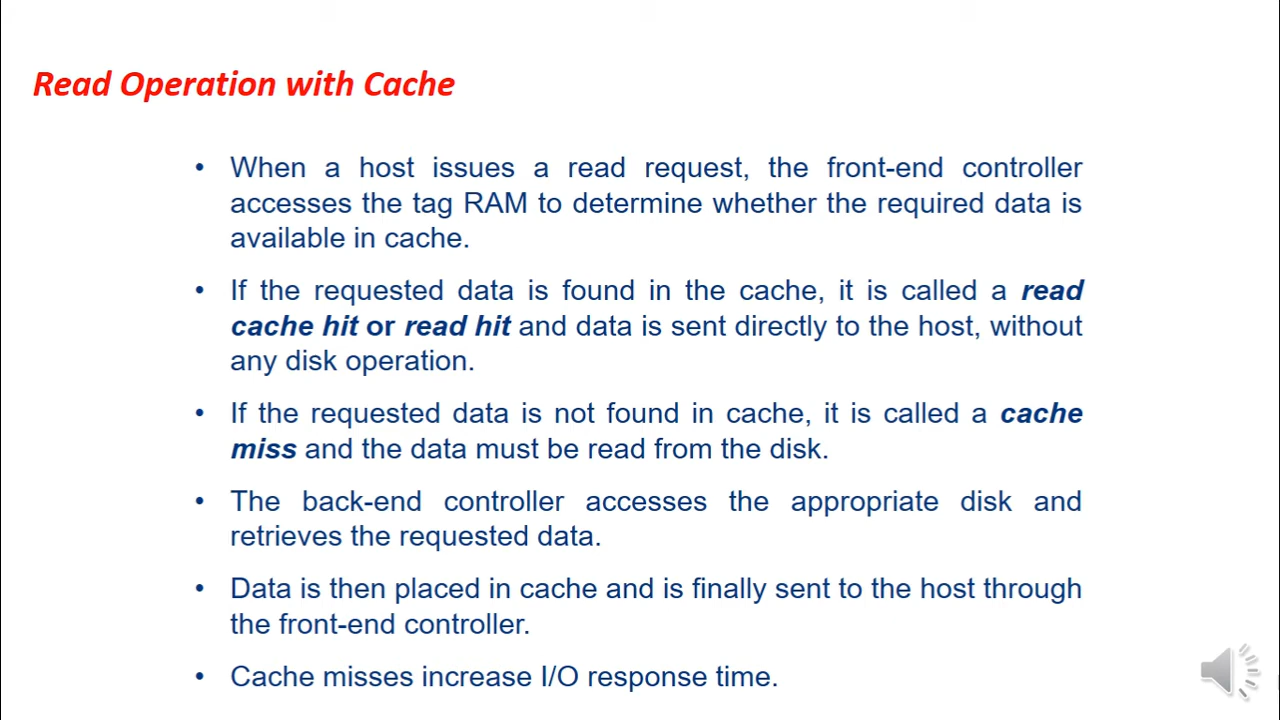 Read Operation with Cache
• When a host issues a read request, the front-end controller
accesses the tag RAM to determine whether the required data is
available in cache.
• If the requested data is found in the cache, it is called a read
cache hit or read hit and data is sent directly to the host, without
any disk operation.
• If the requested data is not found in cache, it is called a cache
miss and the data must be read from the disk.
• The back-end controller accesses the appropriate disk and
retrieves the requested data.
• Data is then placed in cache and is finally sent to the host through
the front-end controller.
• Cache misses increase I/O response time.